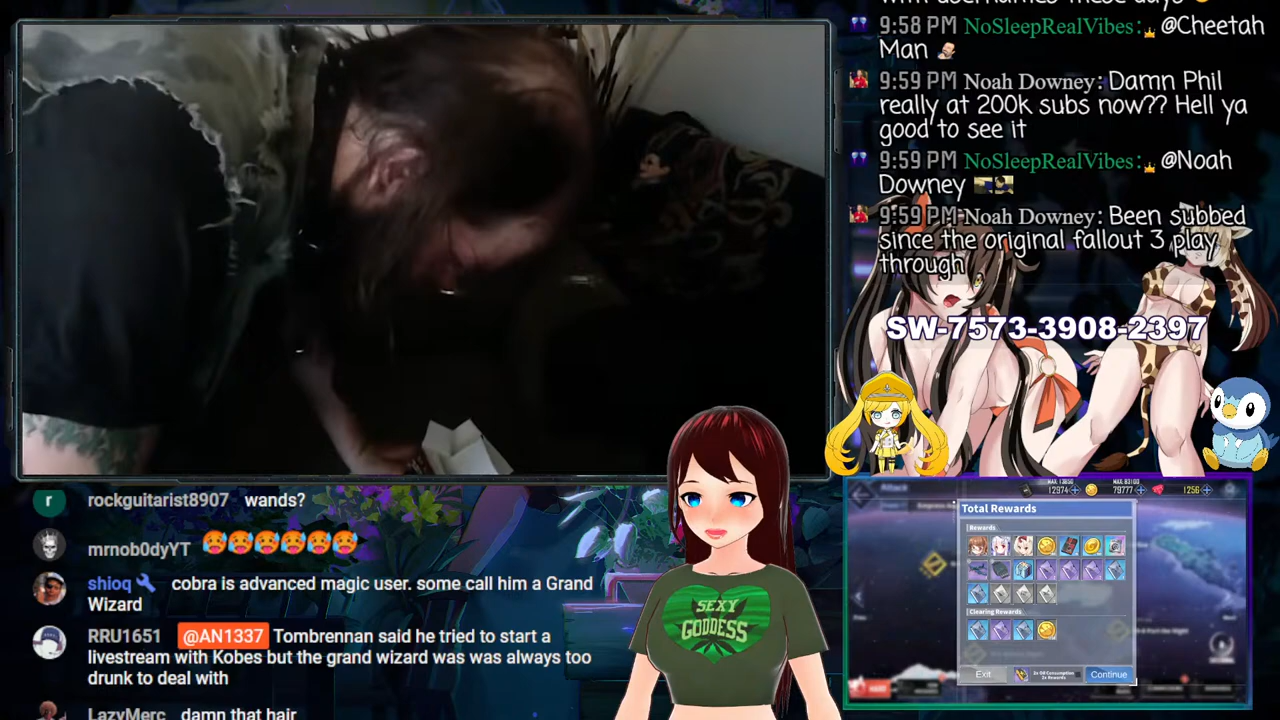 9:58 PM NoSleepRealVibes: @Cheetah
Man
9:59 PM Noah Downey: Damn Phil
really at 200k subs now?? Hell ya
good to see it
9:59 PM NoSleepRealVibes: @Noah
Downey
9:59 PM Noah Downey: Been subbed
since the original fallout 3 play
through
SW-7573-3908-2397
r rockguitarist8907 wands?
mrnob0dyYT
shioq cobra is advanced magic user. some call him a Grand
Wizard
RRU1651 @AN1337 Tombrennan said he tried to start a
livestream with Kobes but the grand wizard was was always too
drunk to deal with
LazyMerc damn that hair
SEXY
GODDESS
12974
79777
1256
Total Rewards
Rewards
Clearing Rewards
Exit
Continue